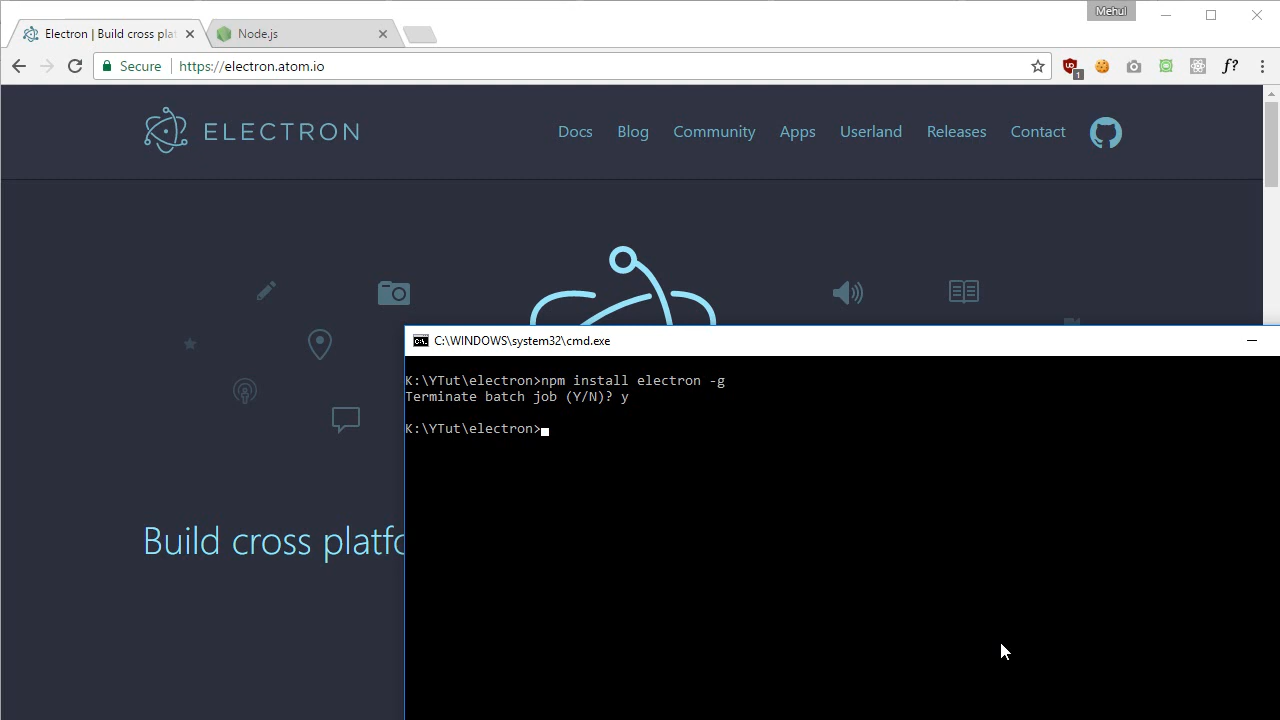 Mehul
Electron | Build cross plat
Node.js
Secure
https://electron.atom.io
1
f?
ELECTRON
Docs
Blog
Community
Apps
Userland
Releases
Contact
C:\WINDOWS\system32\cmd.exe
K:\YTut\electron>npm install electron -g
Terminate batch job (Y/N)? y
K:\YTut\electron>
Build cross platfo